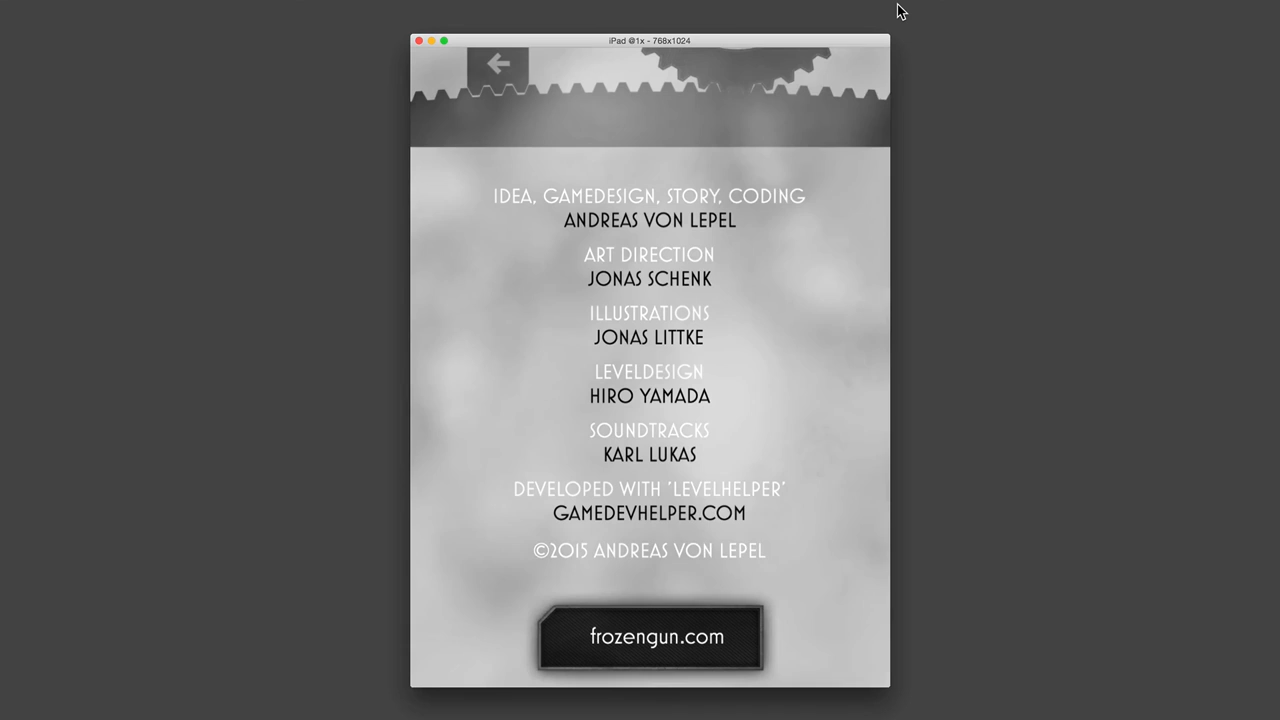 iPad @1x - 768x1024
IDEA, GAMEDESIGN, STORY, CODING
ANDREAS VON LEPEL
ART DIRECTION
JONAS SCHENK
ILLUSTRATIONS
JONAS LITTKE
LEVELDESIGN
HIRO YAMADA
SOUNDTRACKS
KARL LUKAS
DEVELOPED WITH 'LEVELHELPER'
GAMEDEVHELPER.COM
©2015 ANDREAS VON LEPEL
frozengun.com